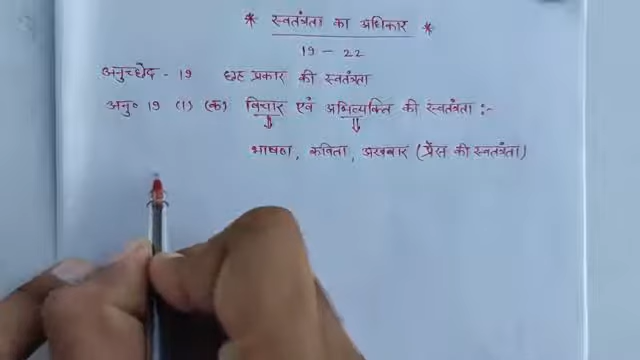 * स्वतंत्रता का अधिकार *
19 - 22
अनुच्छेद - 19 छह प्रकार की स्वतंत्रता
अनु० 19 (1) (क) विचार एवं अभिव्यक्ति की स्वतंत्रता :-
भाषण, कविता, अखबार (प्रेस की स्वतंत्रता)